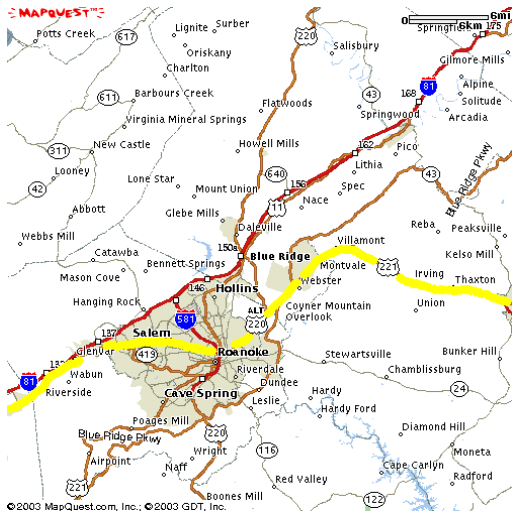 MAPQUEST
0 6mi
6km
175
Surber
Lignite
Springfield
Potts Creek
617
220
Salisbury
Oriskany
Gilmore Mills
Charlton
81
Alpine
611
Barbours Creek
43
168
Solitude
Flatwoods
Springwood
Arcadia
Virginia Mineral Springs
New Castle
Howell Mills
162
Pico
311
Lithia
Looney
640
43
Blue Ridge Pkwy
42
Lone Star
Mount Union
156
Spec
11
Nace
Abbott
Glebe Mills
Daleville
Reba
Peaksville
Webbs Mill
150a
Villamont
Catawba
Blue Ridge
Kelso Mill
Mason Cove
Bennett Springs
Montvale
221
Irving
Thaxton
146
Hollins
Webster
Hanging Rock
Union
ALT
220
Coyner Mountain
Overlook
581
137
Salem
Glenvar
419
Roanoke
Stewartsville
Bunker Hill
132
81
Wabun
Riverside
Riverdale
Chamblissburg
Cave Spring
Dundee
Hardy
24
Leslie
Poages Mill
Hardy Ford
Blue Ridge Pkwy
220
Diamond Hill
Airpoint
Wright
116
Moneta
Naff
Cape Carlyn
221
Red Valley
Radford
Boones Mill
122
©2003 MapQuest.com, Inc.; ©2003 GDT, Inc.